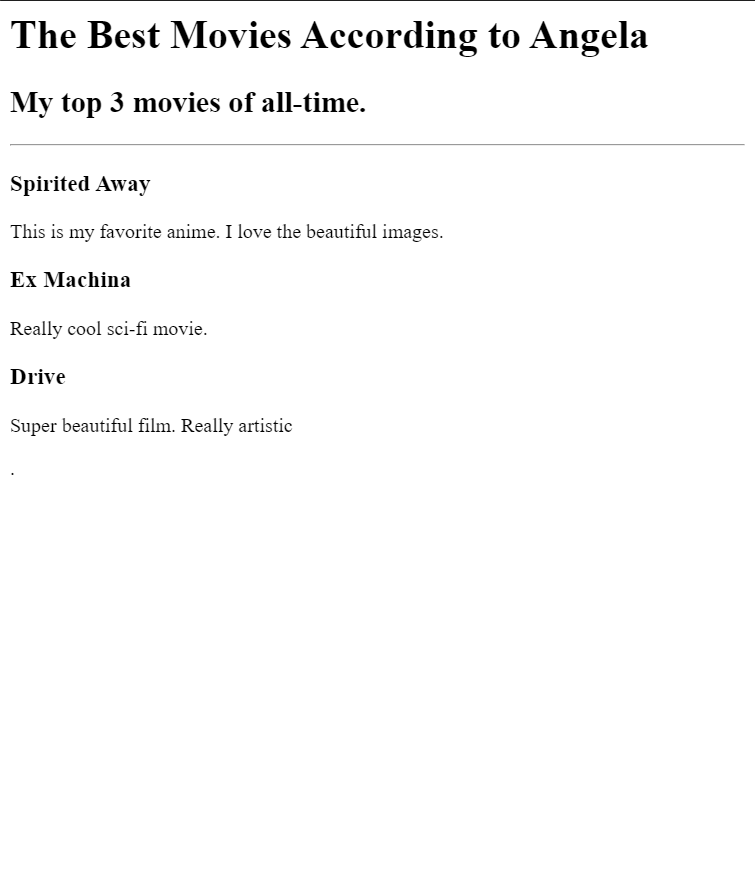 The Best Movies According to Angela
My top 3 movies of all-time.
Spirited Away
This is my favorite anime. I love the beautiful images.
Ex Machina
Really cool sci-fi movie.
Drive
Super beautiful film. Really artistic
.